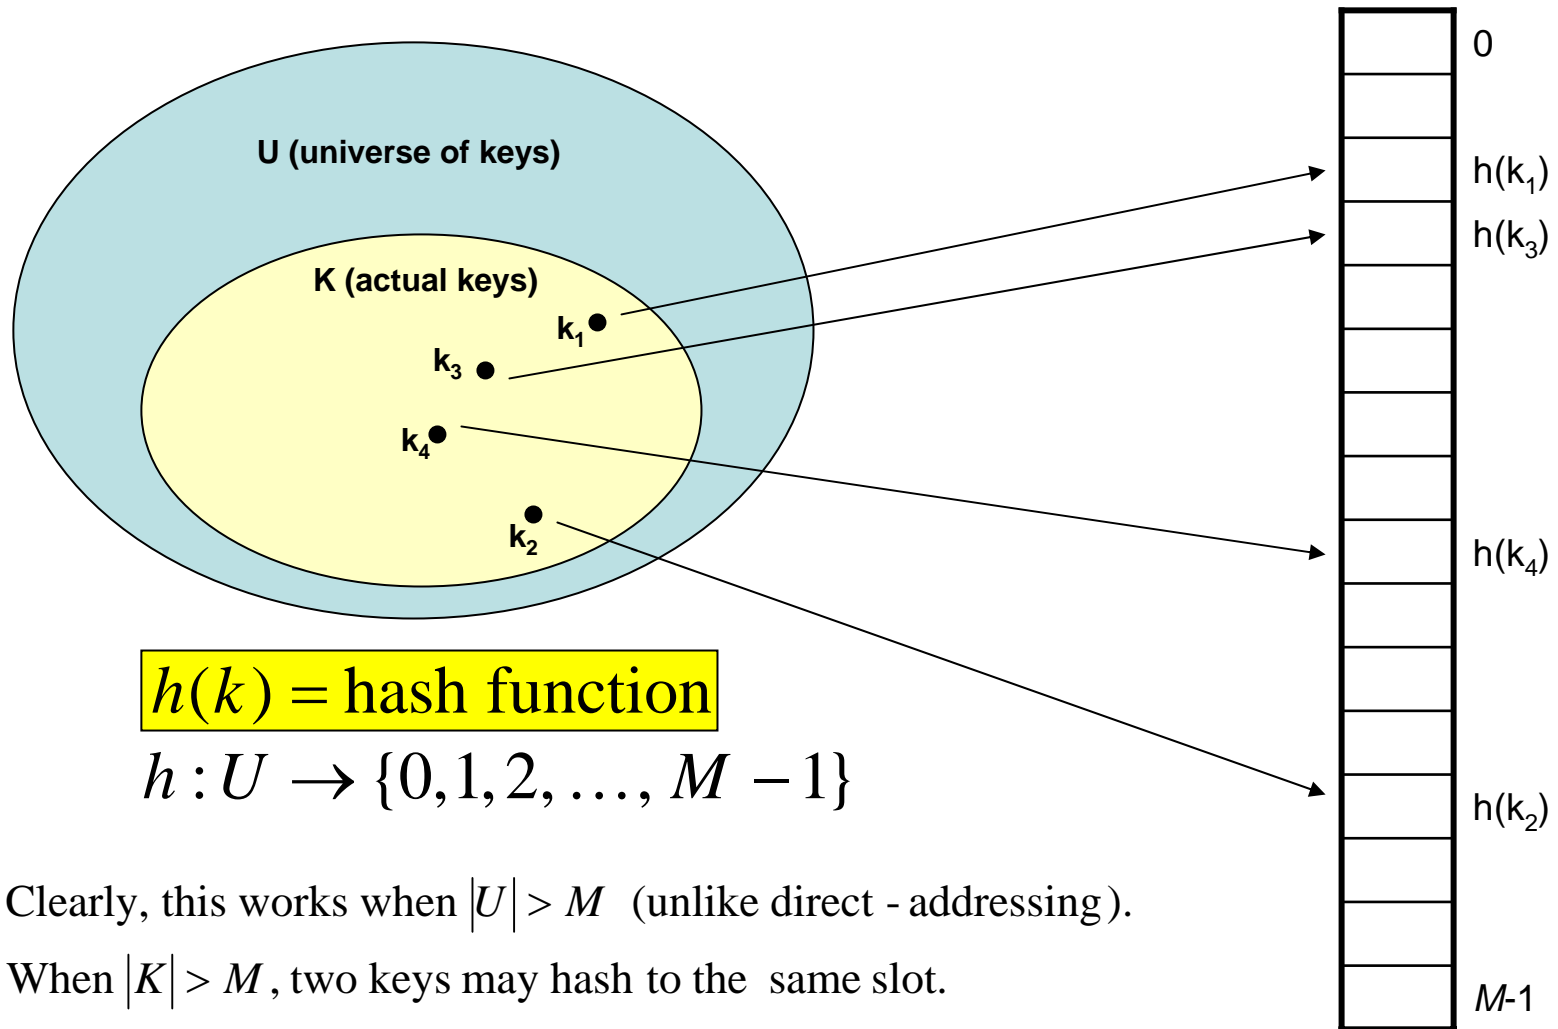 U (universe of keys)
K (actual keys)
k₁
k₃
k₄
k₂
0
h(k₁)
h(k₃)
h(k₄)
h(k₂)
M-1
h(k) = hash function
h : U → {0,1,2,…, M − 1}
Clearly, this works when |U| > M (unlike direct - addressing).
When |K| > M, two keys may hash to the same slot.